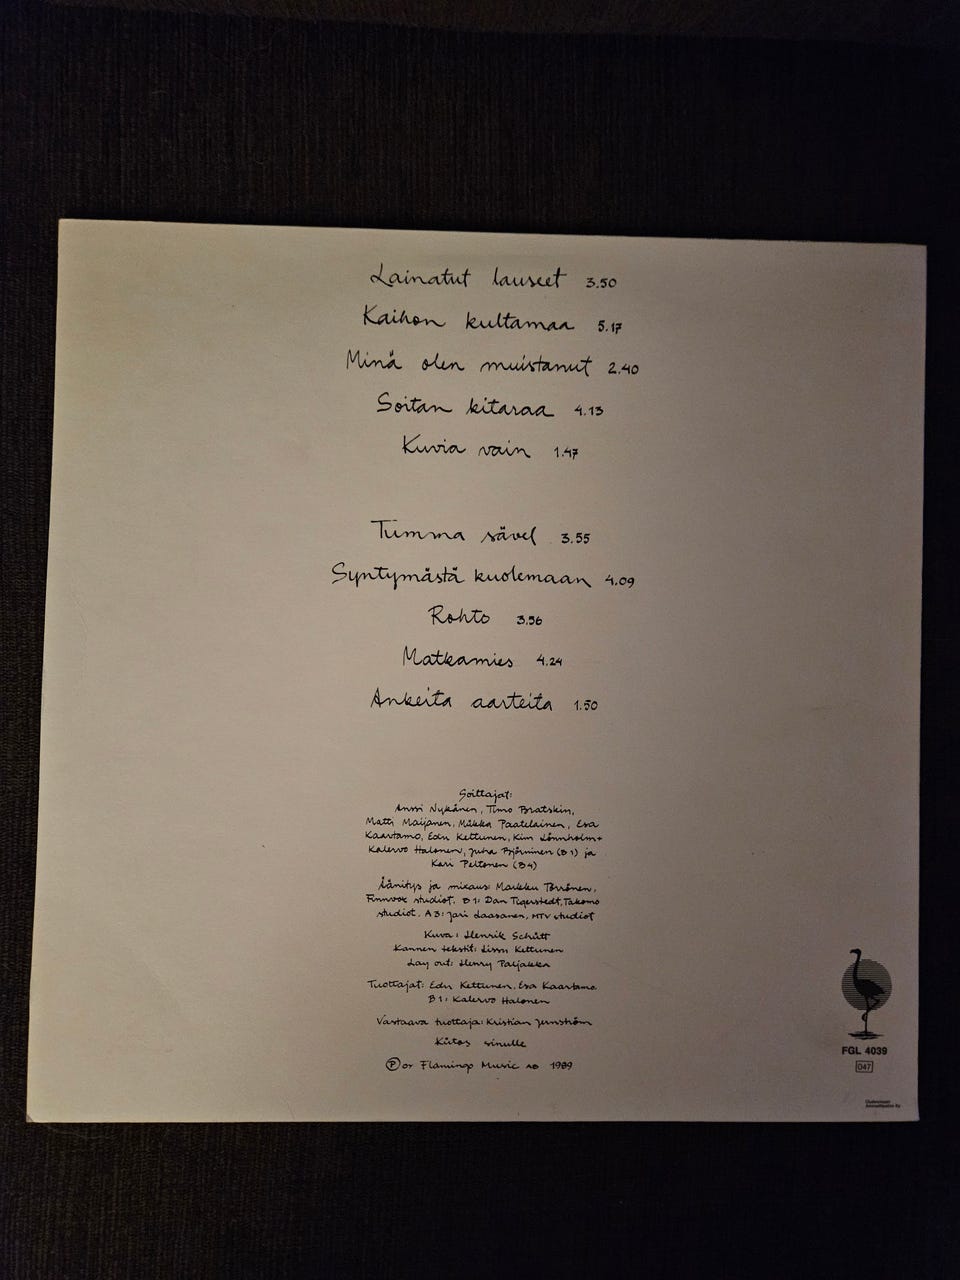 Lainatut lauseet 3.50
Kaihon kultamaa 5.17
Minä olen muistanut 2.40
Soitan kitaraa 4.13
Kuvia vain 1.47
Tumma sävel 3.55
Syntymästä kuolemaan 4.09
Rohto 3.56
Matkamies 4.24
Ankeita aarteita 1.50
Soittajat:
Anssi Nykänen, Timo Bratskin,
Matti Maijanen, Miikka Paatelainen, Esa
Kaartamo, Edu Kettunen, Kim Lönnholm+
Kalervo Halonen, Juha Björninen (B1) ja
Kari Peltonen (B4)
Äänitys ja mixaus: Markku Törrönen,
Finnvox studiot. B1: Dan Tigerstedt, Takomo
studiot. A3: Jari Laasanen, MTV studiot
Kuva: Henrik Schütt
Kannen tekstit: Lissu Kettunen
Lay out: Henry Paljakka
Tuottajat: Edu Kettunen, Esa Kaartamo
B1: Kalervo Halonen
Vastaava tuottaja: Kristian Jernström
Kiitos sinulle
Ⓟ or Flamingo Music AB 1989
FGL 4039
047